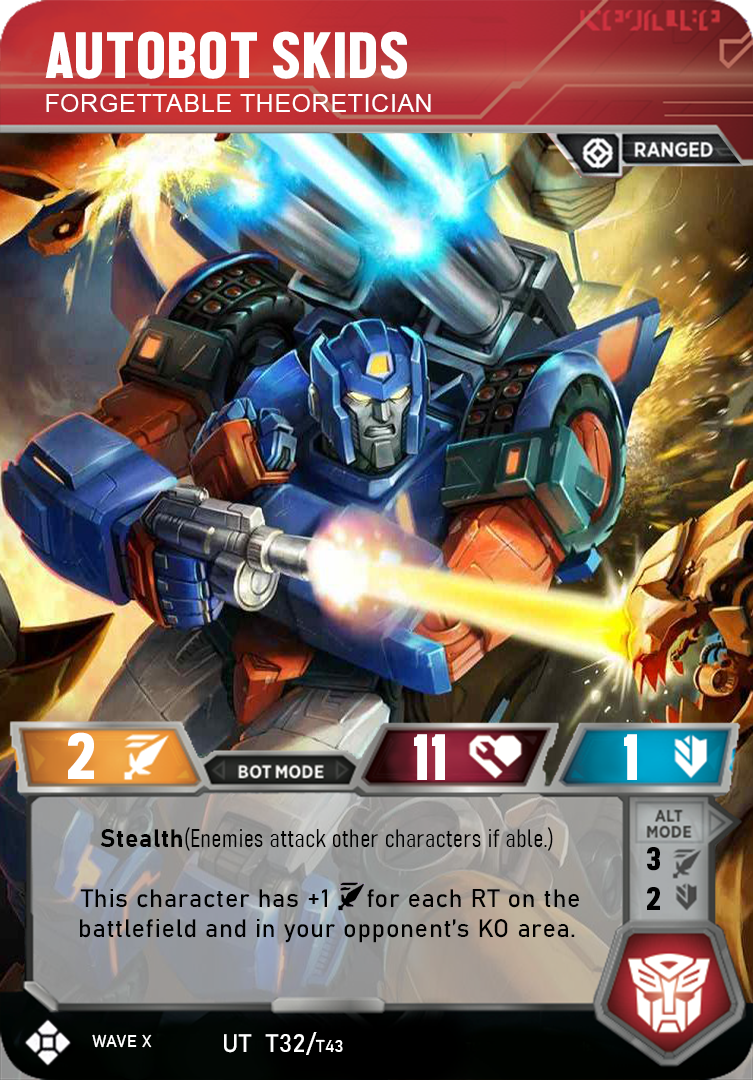 AUTOBOT SKIDS
FORGETTABLE THEORETICIAN
RANGED
2
BOT MODE
11
1
Stealth(Enemies attack other characters if able.)
This character has +1 for each RT on the
battlefield and in your opponent's KO area.
ALT
MODE
3
2
WAVE X
UT T32/T43